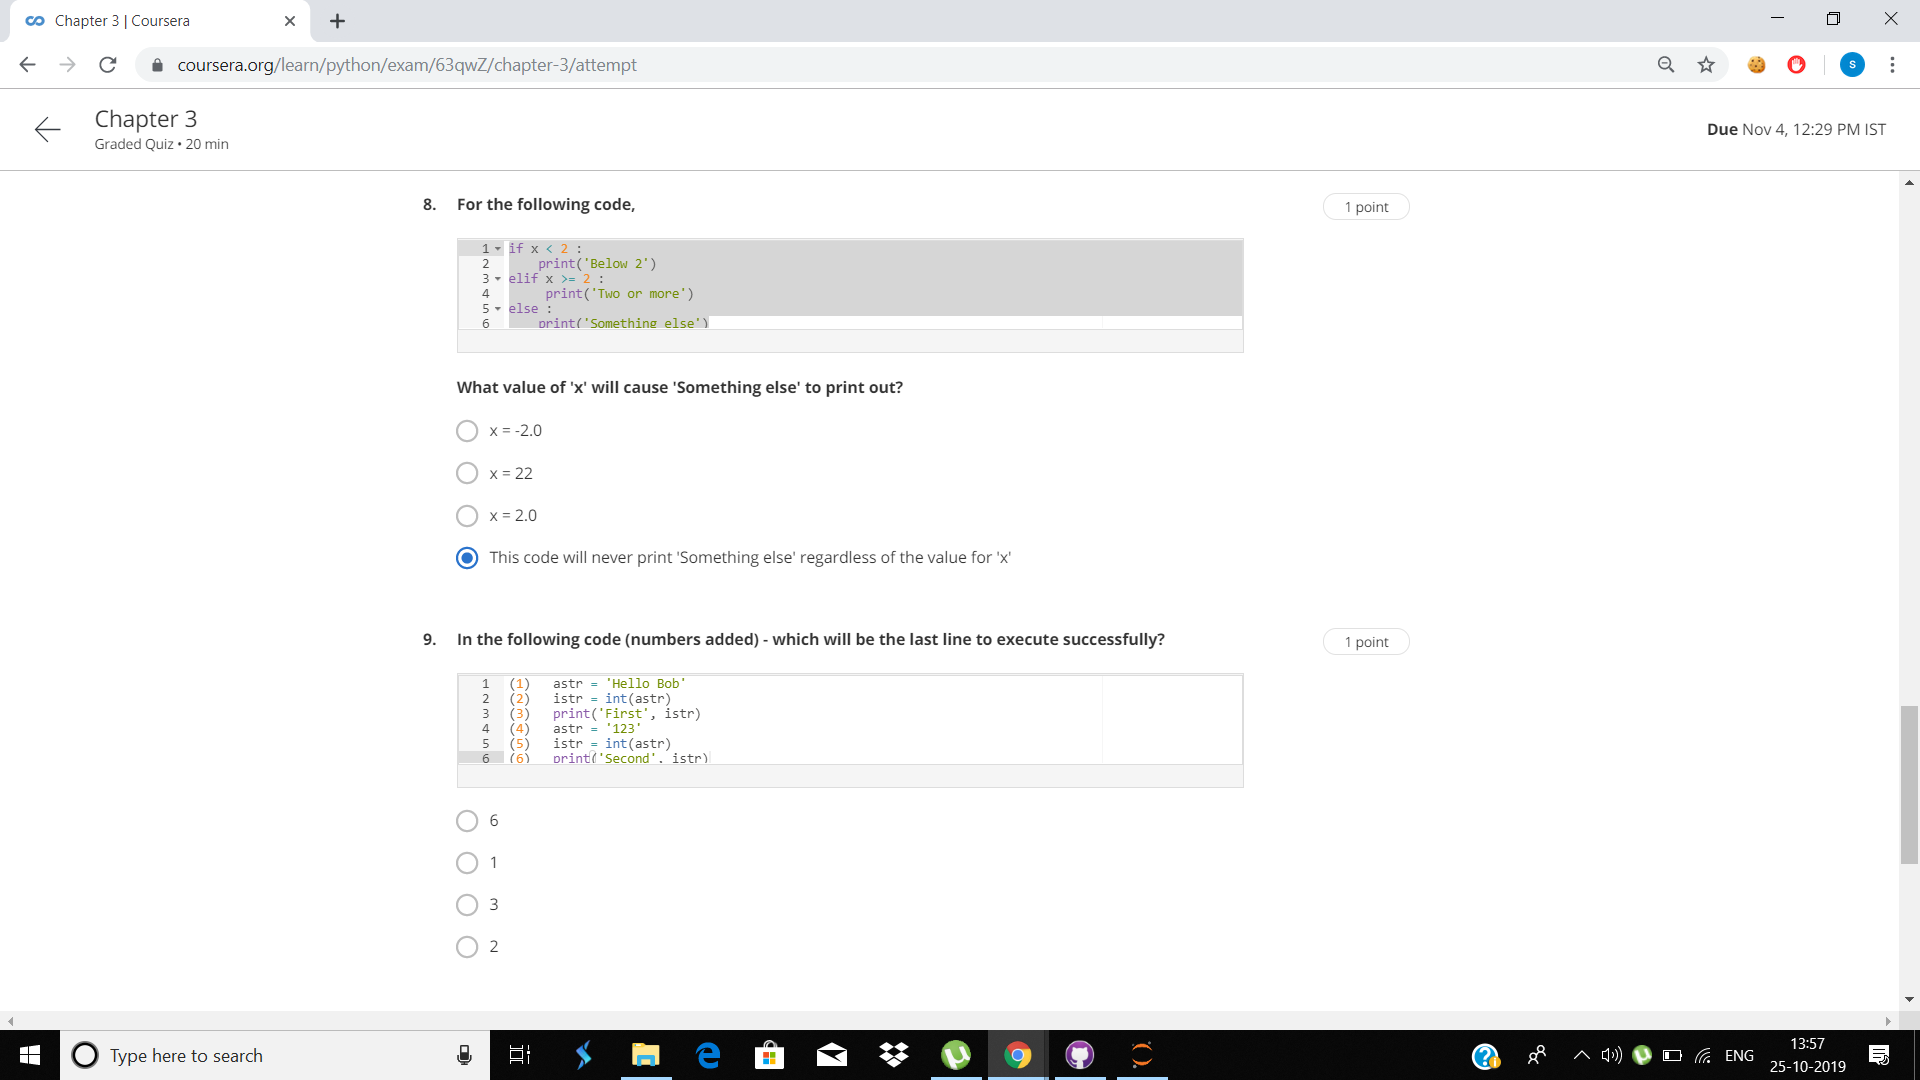 Chapter 3 | Coursera
coursera.org/learn/python/exam/63qwZ/chapter-3/attempt
S
Chapter 3
Graded Quiz • 20 min
Due Nov 4, 12:29 PM IST
8. For the following code,
1 point
1 if x < 2 :
2 print('Below 2')
3 elif x >= 2 :
4 print('Two or more')
5 else :
6 print('Something else')
What value of 'x' will cause 'Something else' to print out?
x = -2.0
x = 22
x = 2.0
This code will never print 'Something else' regardless of the value for 'x'
9. In the following code (numbers added) - which will be the last line to execute successfully?
1 point
1 (1) astr = 'Hello Bob'
2 (2) istr = int(astr)
3 (3) print('First', istr)
4 (4) astr = '123'
5 (5) istr = int(astr)
6 (6) print('Second', istr)
6
1
3
2
Type here to search
ENG
13:57
25-10-2019